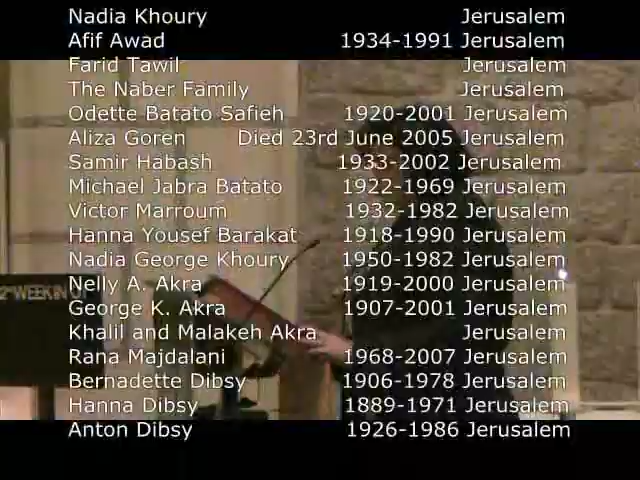 Nadia Khoury Jerusalem
Afif Awad 1934-1991 Jerusalem
Farid Tawil Jerusalem
The Naber Family Jerusalem
Odette Batato Safieh 1920-2001 Jerusalem
Aliza Goren Died 23rd June 2005 Jerusalem
Samir Habash 1933-2002 Jerusalem
Michael Jabra Batato 1922-1969 Jerusalem
Victor Marroum 1932-1982 Jerusalem
Hanna Yousef Barakat 1918-1990 Jerusalem
Nadia George Khoury 1950-1982 Jerusalem
Nelly A. Akra 1919-2000 Jerusalem
2nd WEEK IN
George K. Akra 1907-2001 Jerusalem
Khalil and Malakeh Akra Jerusalem
Rana Majdalani 1968-2007 Jerusalem
Bernadette Dibsy 1906-1978 Jerusalem
Hanna Dibsy 1889-1971 Jerusalem
Anton Dibsy 1926-1986 Jerusalem